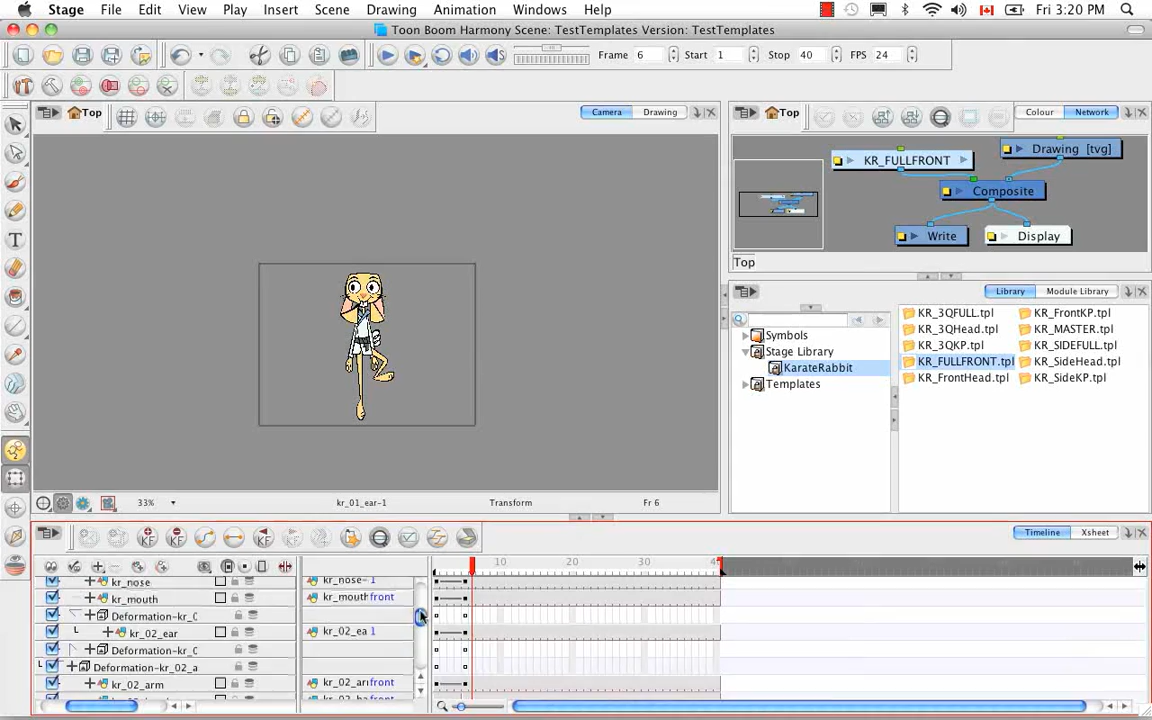 Stage File Edit View Play Insert Scene Drawing Animation Windows Help Fri 3:20 PM
Toon Boom Harmony Scene: TestTemplates Version: TestTemplates
Frame 6 Start 1 Stop 40 FPS 24
Top Camera Drawing
Top Colour Network
KR_FULLFRONT
Drawing [tvg]
Composite
Write
Display
Top
Library Module Library
Symbols
Stage Library
KarateRabbit
Templates
KR_3QFULL.tpl KR_FrontKP.tpl
KR_3QHead.tpl KR_MASTER.tpl
KR_3QKP.tpl KR_SIDEFULL.tpl
KR_FULLFRONT.tpl KR_SideHead.tpl
KR_FrontHead.tpl KR_SideKP.tpl
33% kr_01_ear-1 Transform Fr 6
Timeline Xsheet
10 20 30
kr_nose kr_nose- 1
kr_mouth kr_mouth front
Deformation-kr_0
kr_02_ear kr_02_ea 1
Deformation-kr_0
Deformation-kr_02_a
kr_02_arm kr_02_arm front